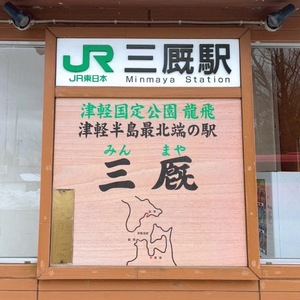 JR 三厩駅
JR東日本 Minmaya Station
津軽国定公園 龍飛
津軽半島最北端の駅
みん まや
三厩